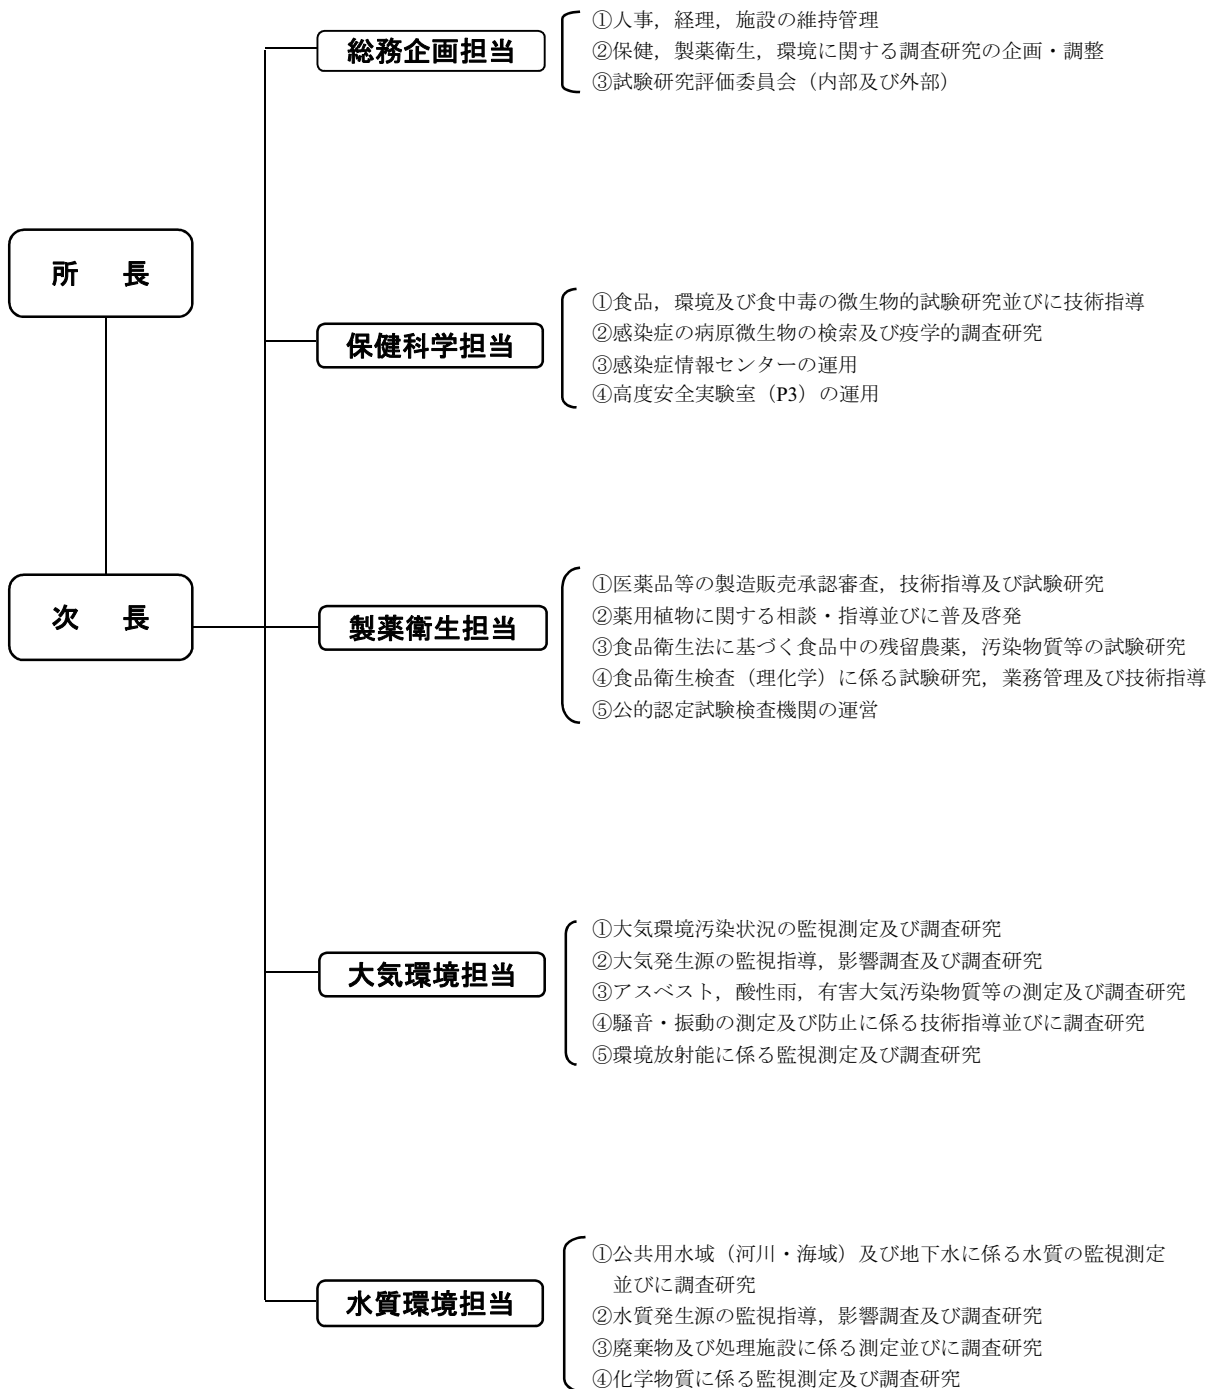 所 長
次 長
総務企画担当
①人事，経理，施設の維持管理
②保健，製薬衛生，環境に関する調査研究の企画・調整
③試験研究評価委員会（内部及び外部）
保健科学担当
①食品，環境及び食中毒の微生物的試験研究並びに技術指導
②感染症の病原微生物の検索及び疫学的調査研究
③感染症情報センターの運用
④高度安全実験室（P3）の運用
製薬衛生担当
①医薬品等の製造販売承認審査，技術指導及び試験研究
②薬用植物に関する相談・指導並びに普及啓発
③食品衛生法に基づく食品中の残留農薬，汚染物質等の試験研究
④食品衛生検査（理化学）に係る試験研究，業務管理及び技術指導
⑤公的認定試験検査機関の運営
大気環境担当
①大気環境汚染状況の監視測定及び調査研究
②大気発生源の監視指導，影響調査及び調査研究
③アスベスト，酸性雨，有害大気汚染物質等の測定及び調査研究
④騒音・振動の測定及び防止に係る技術指導並びに調査研究
⑤環境放射能に係る監視測定及び調査研究
水質環境担当
①公共用水域（河川・海域）及び地下水に係る水質の監視測定
並びに調査研究
②水質発生源の監視指導，影響調査及び調査研究
③廃棄物及び処理施設に係る測定並びに調査研究
④化学物質に係る監視測定及び調査研究